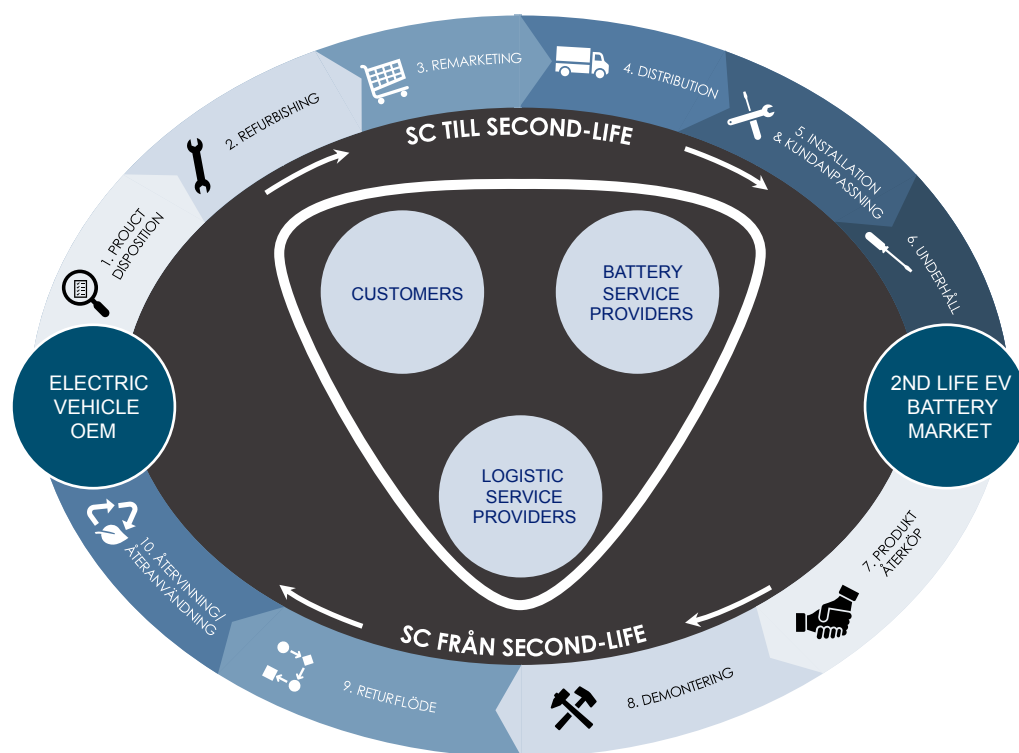 3. REMARKETING
4. DISTRIBUTION
2. REFURBISHING
5. INSTALLATION
& KUNDANPASSNING
SC TILL SECOND-LIFE
1. PROUCT
DISPOSITION
6. UNDERHÅLL
CUSTOMERS
BATTERY
SERVICE
PROVIDERS
ELECTRIC
VEHICLE
OEM
2ND LIFE EV
BATTERY
MARKET
LOGISTIC
SERVICE
PROVIDERS
7. PRODUKT
ÅTERKÖP
10. ÅTERVINNING/
ÅTERANVÄNDNING
SC FRÅN SECOND-LIFE
9. RETURFLÖDE
8. DEMONTERING